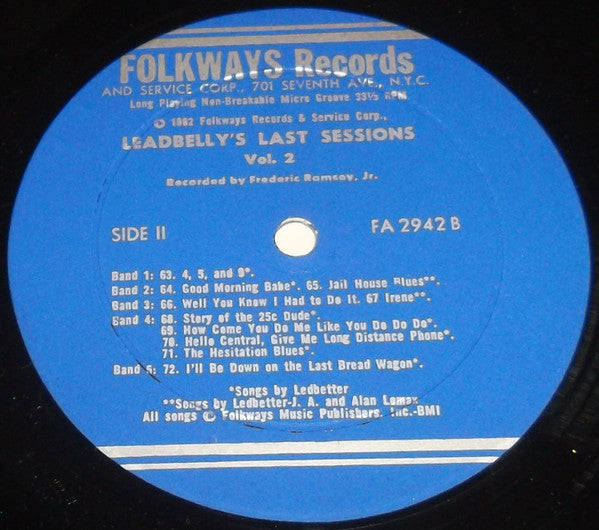 FOLKWAYS Records
AND SERVICE CORP., 701 SEVENTH AVE., N.Y.C.
Long Playing Non-Breakable Micro Groove 33⅓ RPM
© 1962 Folkways Records & Service Corp.,
LEADBELLY'S LAST SESSIONS
Vol. 2
Recorded by Frederic Ramsey, Jr.
SIDE II FA 2942 B
Band 1: 63. 4, 5, and 9*.
Band 2: 64. Good Morning Babe*. 65. Jail House Blues**.
Band 3: 66. Well You Know I Had to Do It. 67 Irene**.
Band 4: 68. Story of the 25c Dude*.
69. How Come You Do Me Like You Do Do Do*.
70. Hello Central, Give Me Long Distance Phone*.
71. The Hesitation Blues*.
Band 5: 72. I'll Be Down on the Last Bread Wagon*.
*Songs by Ledbetter
**Songs by Ledbetter-J. A. and Alan Lomax
All songs © Folkways Music Publishers. Inc.-BMI